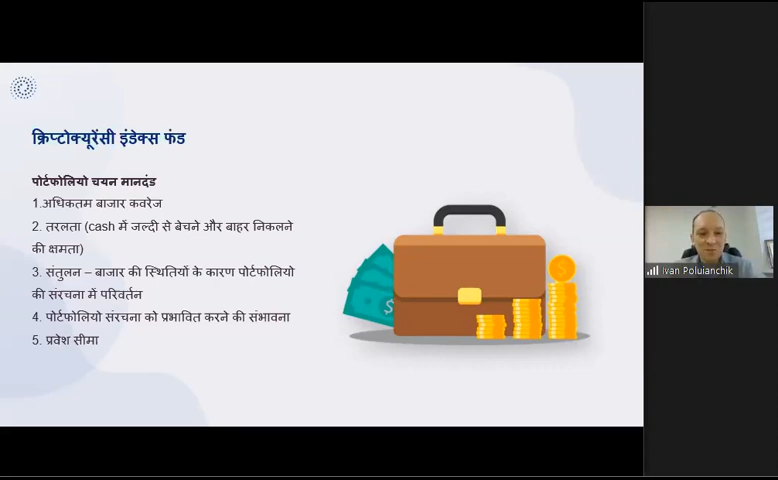 क्रिप्टोक्यूरेंसी इंडेक्स फंड
पोर्टफोलियो चयन मानदंड
1.अधिकतम बाजार कवरेज
2. तरलता (cash में जल्दी से बेचने और बाहर निकलने
की क्षमता)
3. संतुलन – बाजार की स्थितियों के कारण पोर्टफोलियो
की संरचना में परिवर्तन
4. पोर्टफोलियो संरचना को प्रभावित करने की संभावना
5. प्रवेश सीमा
Ivan Poluianchik